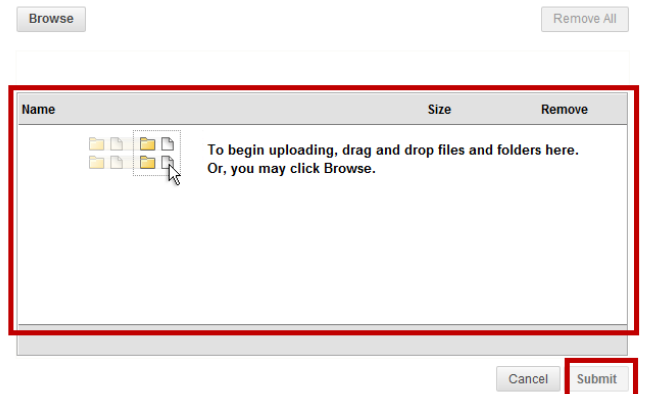 Browse
Remove All
Name Size Remove
To begin uploading, drag and drop files and folders here.
Or, you may click Browse.
Cancel Submit